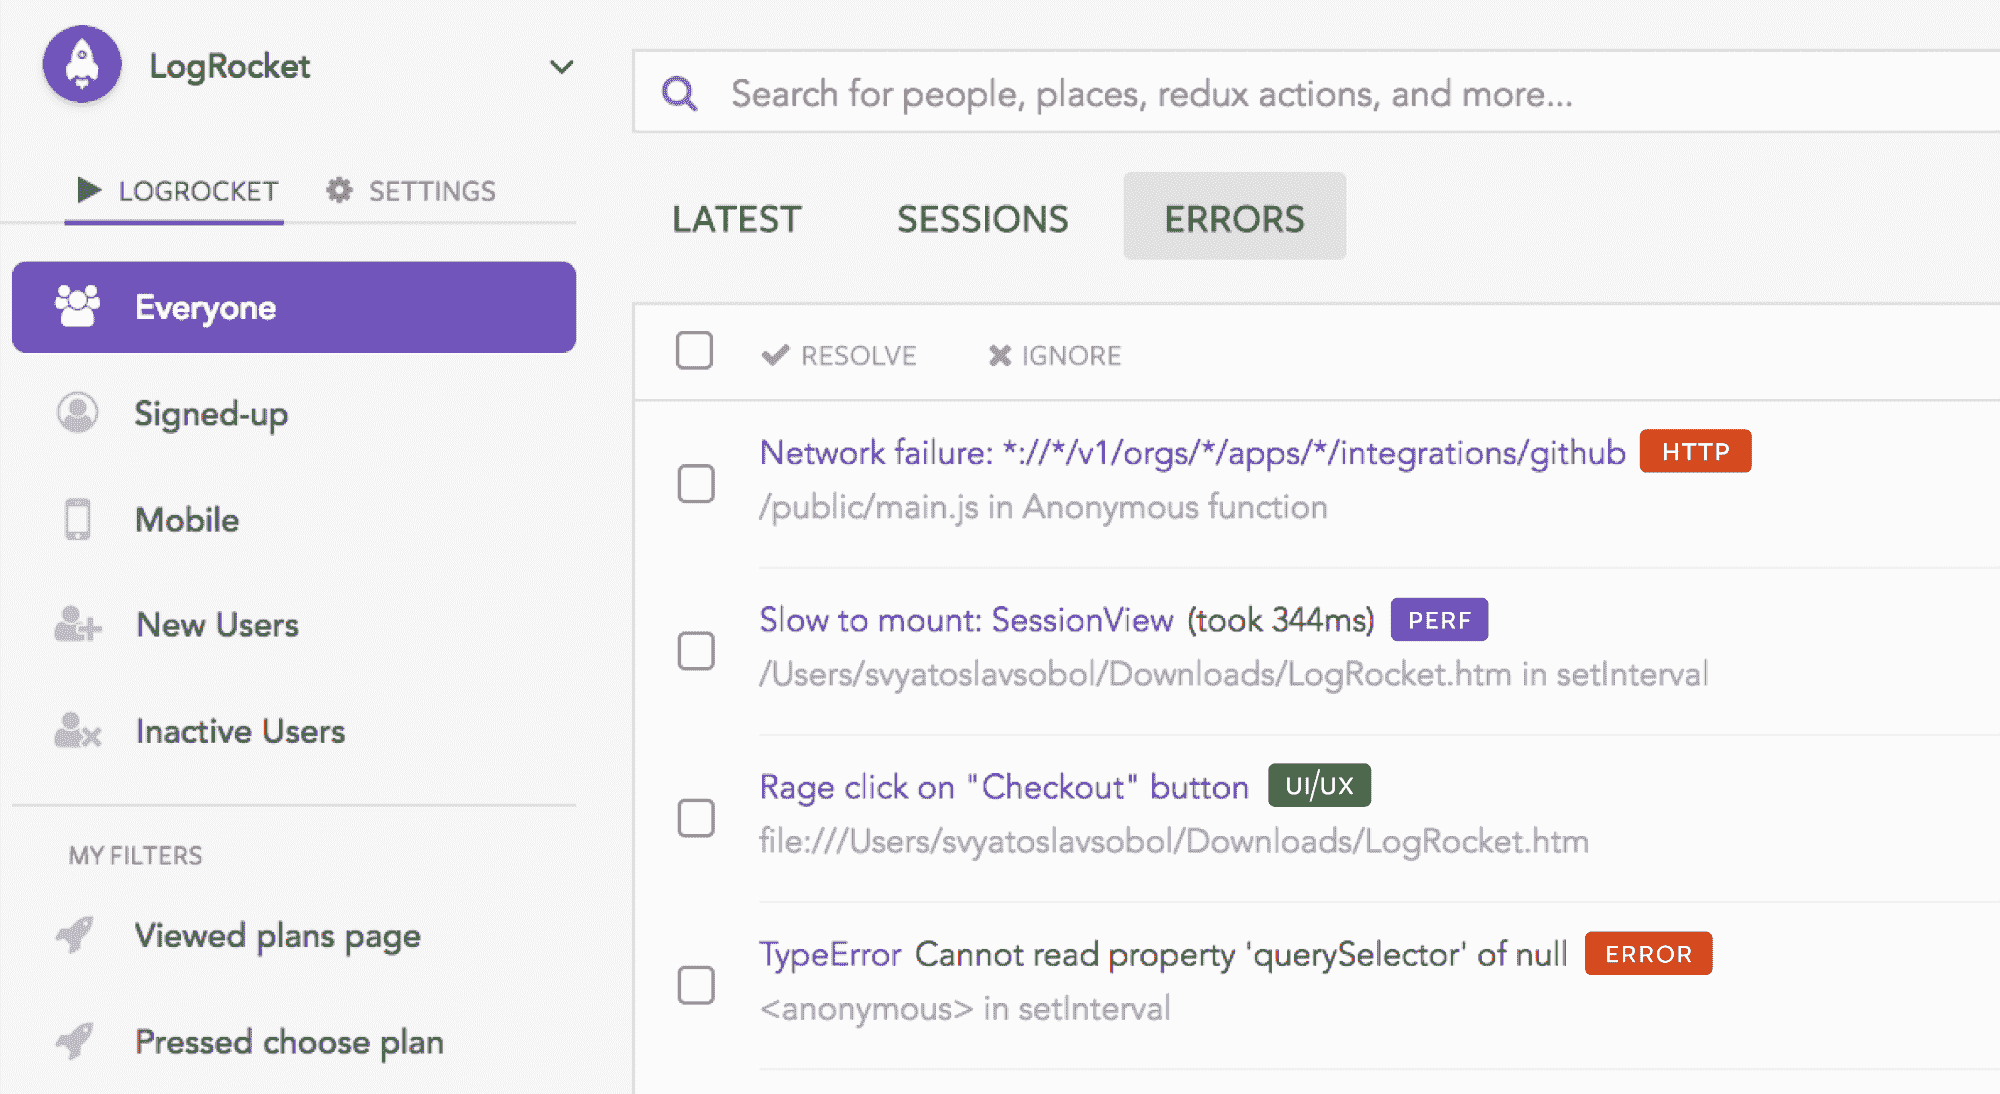 LogRocket
LOGROCKET SETTINGS
Everyone
Signed-up
Mobile
New Users
Inactive Users
MY FILTERS
Viewed plans page
Pressed choose plan
Search for people, places, redux actions, and more...
LATEST SESSIONS ERRORS
RESOLVE IGNORE
Network failure: *://*/v1/orgs/*/apps/*/integrations/github HTTP
/public/main.js in Anonymous function
Slow to mount: SessionView (took 344ms) PERF
/Users/svyatoslavsobol/Downloads/LogRocket.htm in setInterval
Rage click on "Checkout" button UI/UX
file:///Users/svyatoslavsobol/Downloads/LogRocket.htm
TypeError Cannot read property 'querySelector' of null ERROR
<anonymous> in setInterval